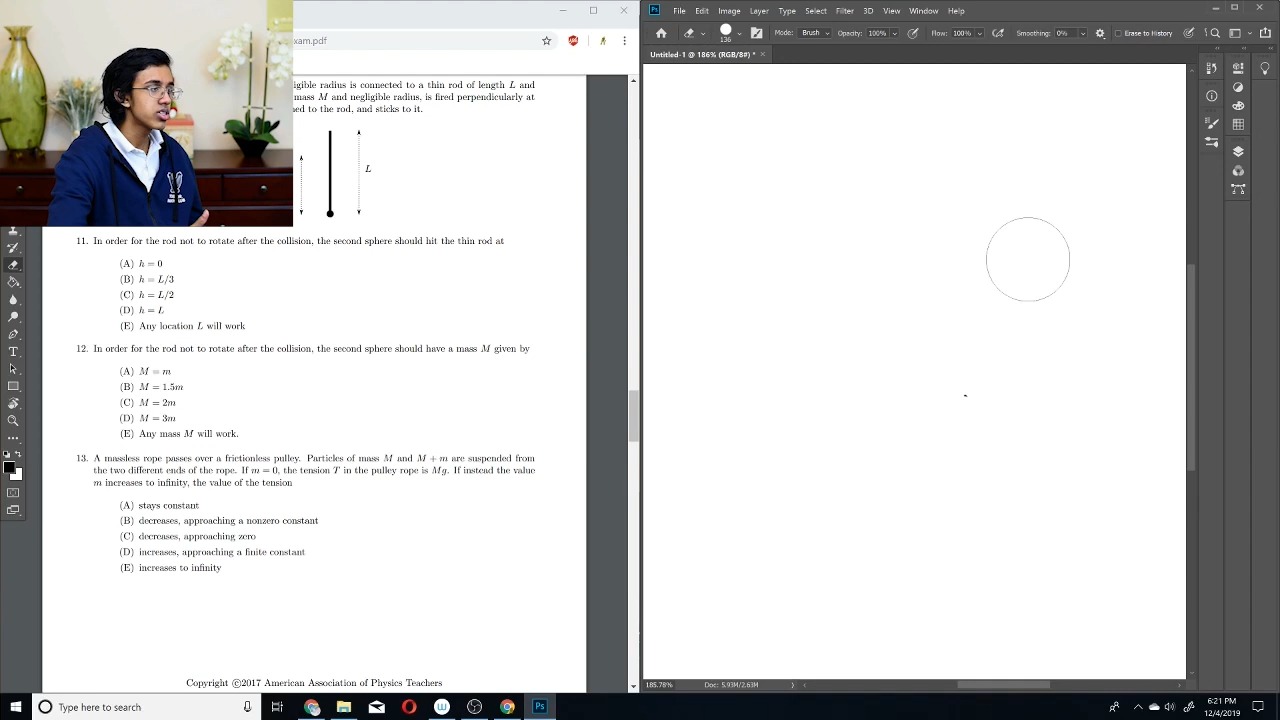 xam.pdf
Ps File Edit Image Layer Type Select Filter 3D View Window Help
136 Mode: Brush Opacity: 100% Flow: 100% Smoothing: 0% Erase to History
Untitled-1 @ 186% (RGB/8#) * ×
ligible radius is connected to a thin rod of length L and
mass M and negligible radius, is fired perpendicularly at
ed to the rod, and sticks to it.
L
11. In order for the rod not to rotate after the collision, the second sphere should hit the thin rod at
(A) h = 0
(B) h = L/3
(C) h = L/2
(D) h = L
(E) Any location L will work
12. In order for the rod not to rotate after the collision, the second sphere should have a mass M given by
(A) M = m
(B) M = 1.5m
(C) M = 2m
(D) M = 3m
(E) Any mass M will work.
13. A massless rope passes over a frictionless pulley. Particles of mass M and M + m are suspended from
the two different ends of the rope. If m = 0, the tension T in the pulley rope is Mg. If instead the value
m increases to infinity, the value of the tension
(A) stays constant
(B) decreases, approaching a nonzero constant
(C) decreases, approaching zero
(D) increases, approaching a finite constant
(E) increases to infinity
Copyright ©2017 American Association of Physics Teachers
185.78% Doc: 5.93M/2.63M
Type here to search
Ps
6:21 PM
12/4/2019